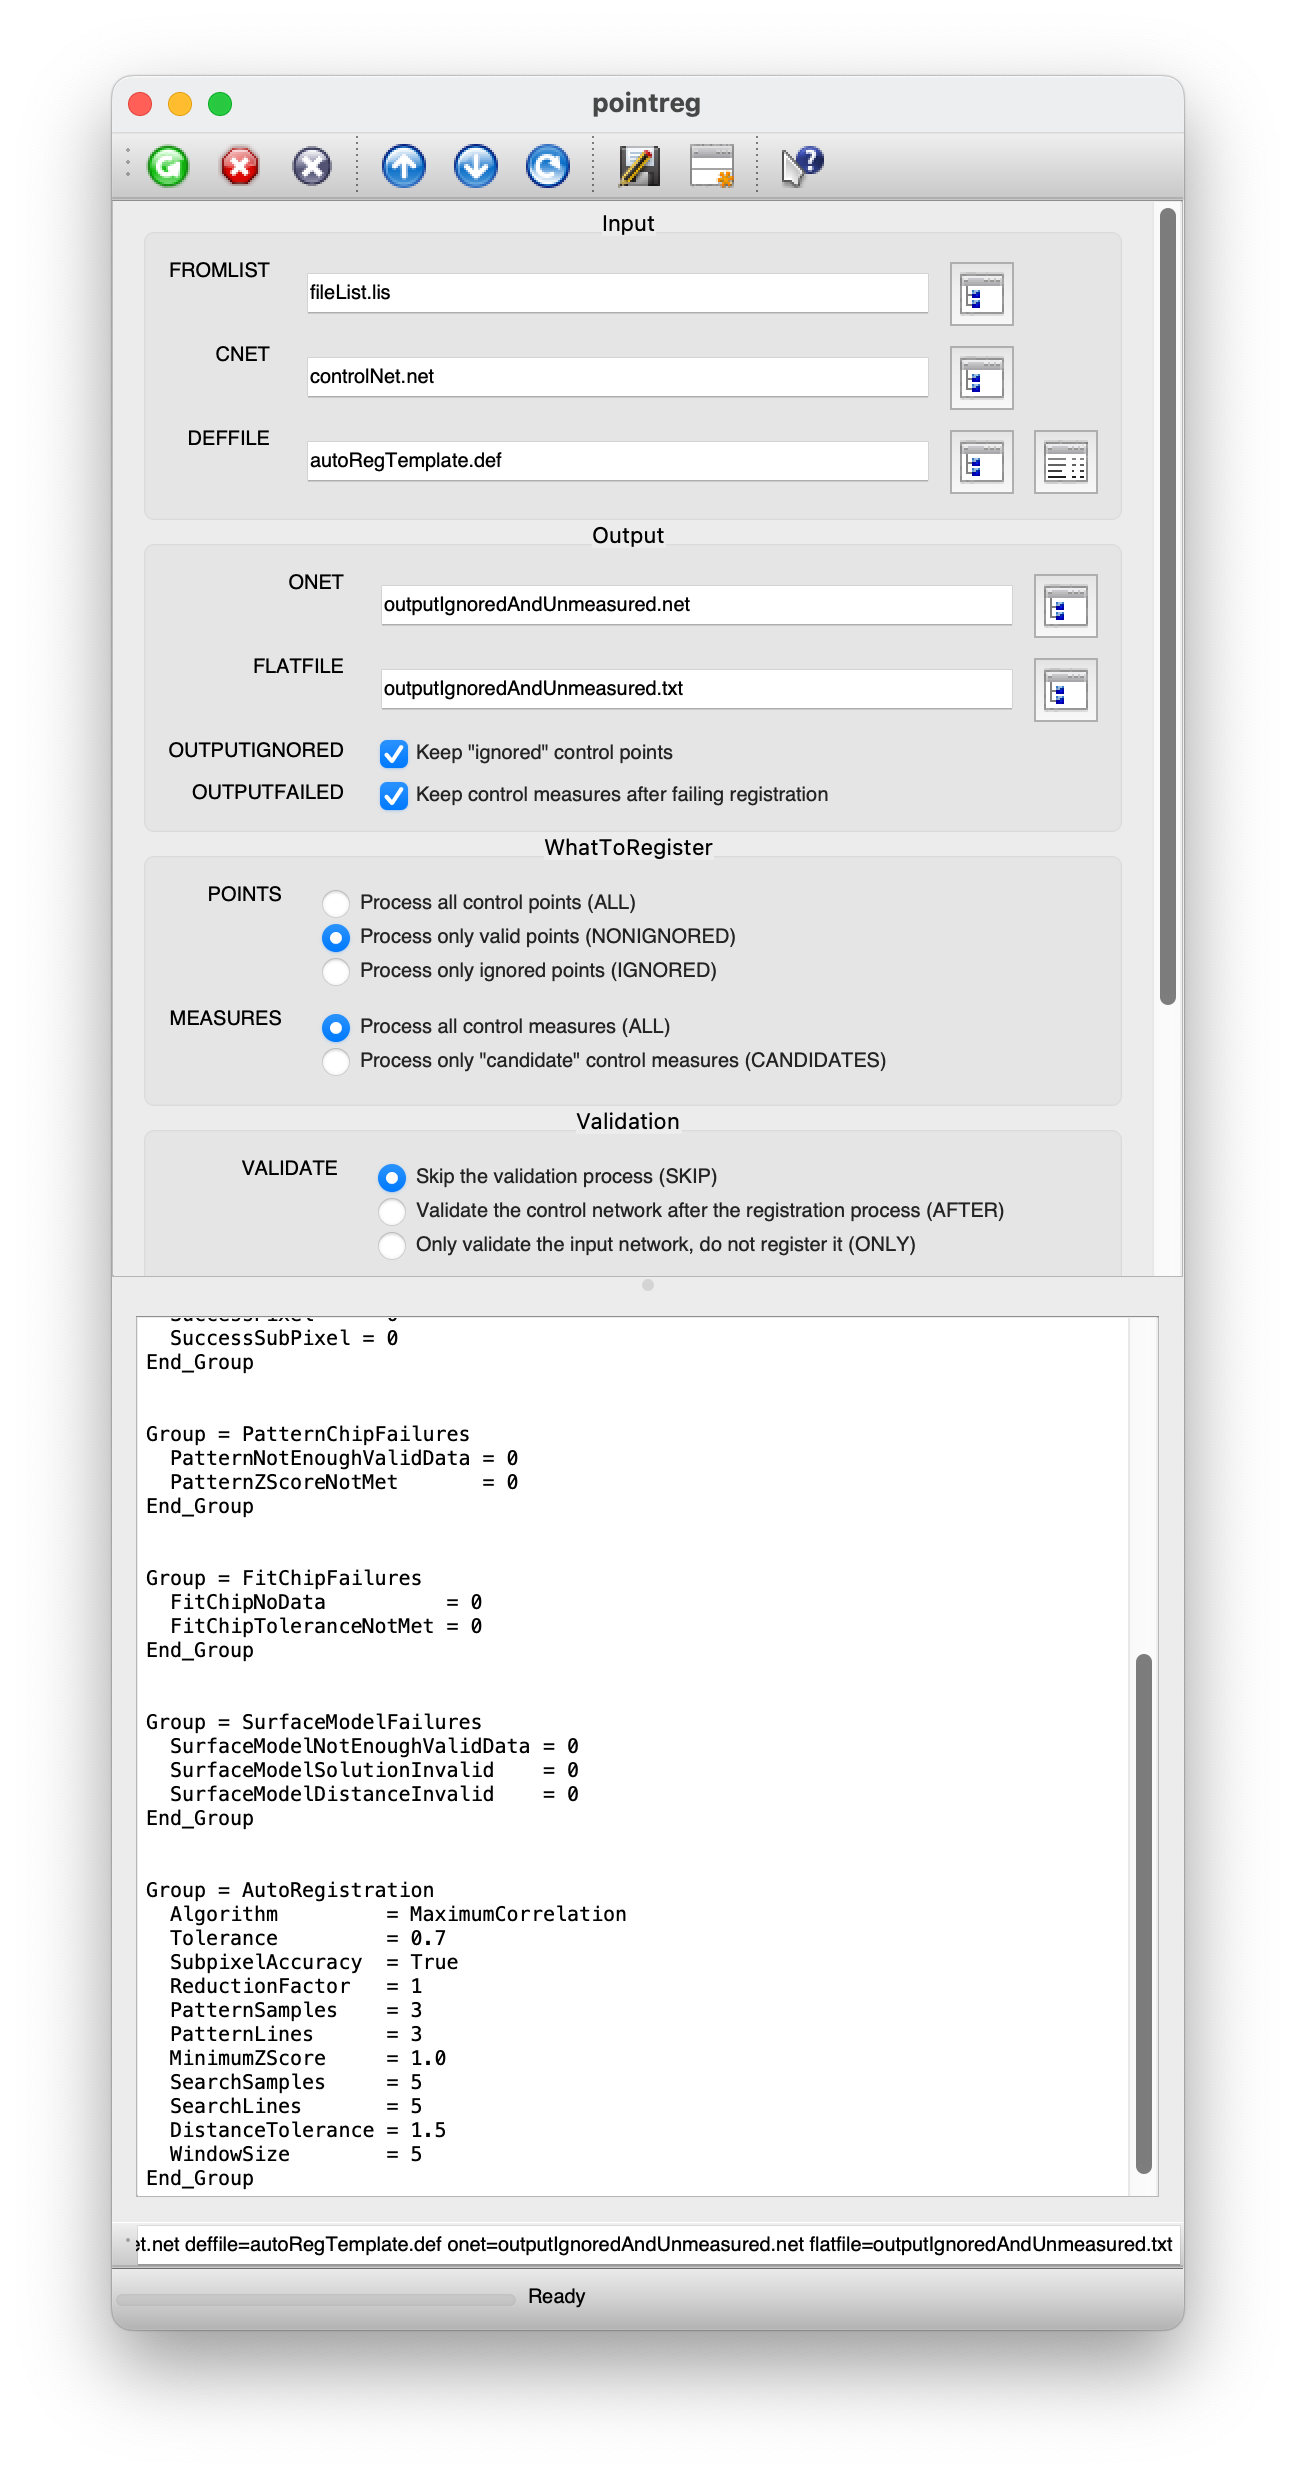 pointreg
Input
FROMLIST
fileList.lis
CNET
controlNet.net
DEFFILE
autoRegTemplate.def
Output
ONET
outputIgnoredAndUnmeasured.net
FLATFILE
outputIgnoredAndUnmeasured.txt
OUTPUTIGNORED Keep "ignored" control points
OUTPUTFAILED Keep control measures after failing registration
WhatToRegister
POINTS Process all control points (ALL)
Process only valid points (NONIGNORED)
Process only ignored points (IGNORED)
MEASURES Process all control measures (ALL)
Process only "candidate" control measures (CANDIDATES)
Validation
VALIDATE Skip the validation process (SKIP)
Validate the control network after the registration process (AFTER)
Only validate the input network, do not register it (ONLY)
SuccessSubPixel = 0
End_Group
Group = PatternChipFailures
PatternNotEnoughValidData = 0
PatternZScoreNotMet = 0
End_Group
Group = FitChipFailures
FitChipNoData = 0
FitChipToleranceNotMet = 0
End_Group
Group = SurfaceModelFailures
SurfaceModelNotEnoughValidData = 0
SurfaceModelSolutionInvalid = 0
SurfaceModelDistanceInvalid = 0
End_Group
Group = AutoRegistration
Algorithm = MaximumCorrelation
Tolerance = 0.7
SubpixelAccuracy = True
ReductionFactor = 1
PatternSamples = 3
PatternLines = 3
MinimumZScore = 1.0
SearchSamples = 5
SearchLines = 5
DistanceTolerance = 1.5
WindowSize = 5
End_Group
et.net deffile=autoRegTemplate.def onet=outputIgnoredAndUnmeasured.net flatfile=outputIgnoredAndUnmeasured.txt
Ready